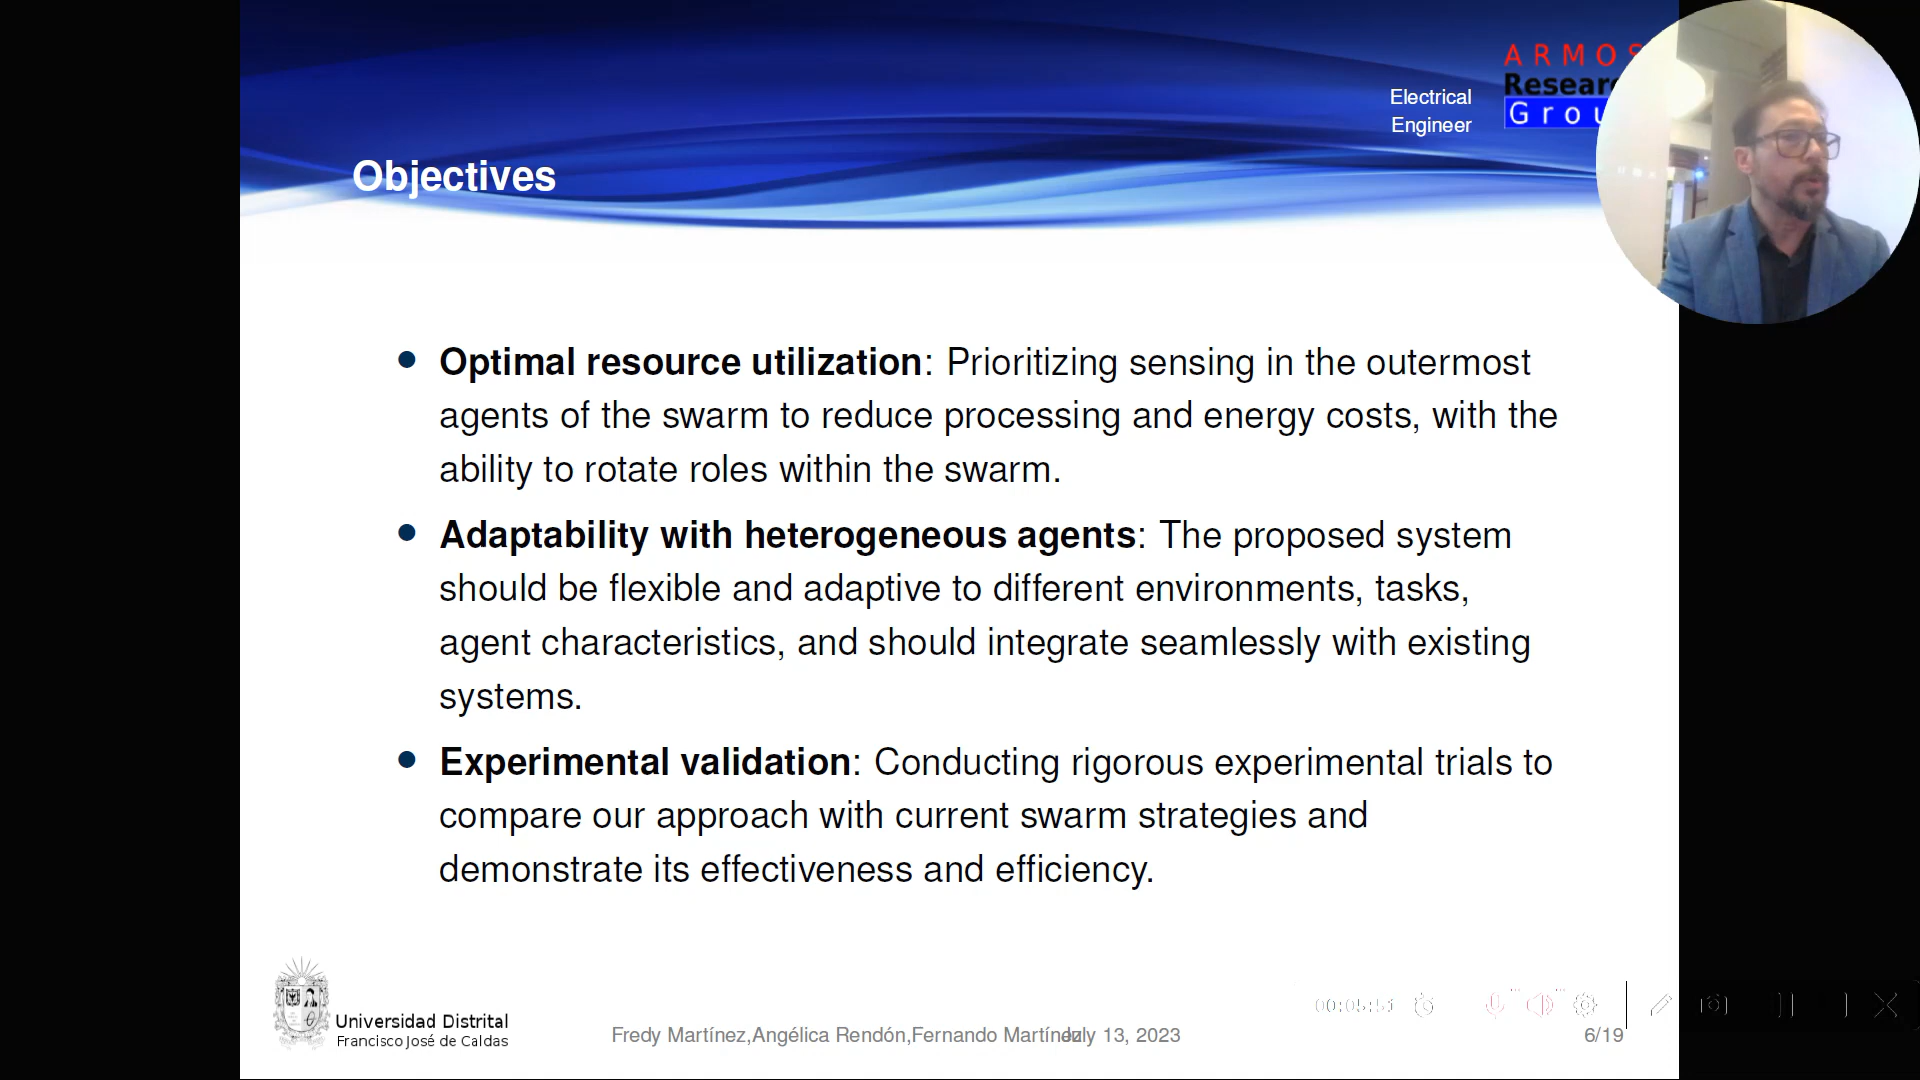 Electrical
Engineer
ARMOS
Research
Grou
Objectives
Optimal resource utilization: Prioritizing sensing in the outermost
agents of the swarm to reduce processing and energy costs, with the
ability to rotate roles within the swarm.
Adaptability with heterogeneous agents: The proposed system
should be flexible and adaptive to different environments, tasks,
agent characteristics, and should integrate seamlessly with existing
systems.
Experimental validation: Conducting rigorous experimental trials to
compare our approach with current swarm strategies and
demonstrate its effectiveness and efficiency.
Universidad Distrital
Francisco José de Caldas
Fredy Martínez,Angélica Rendón,Fernando Martínez
July 13, 2023
00:05:51
6/19